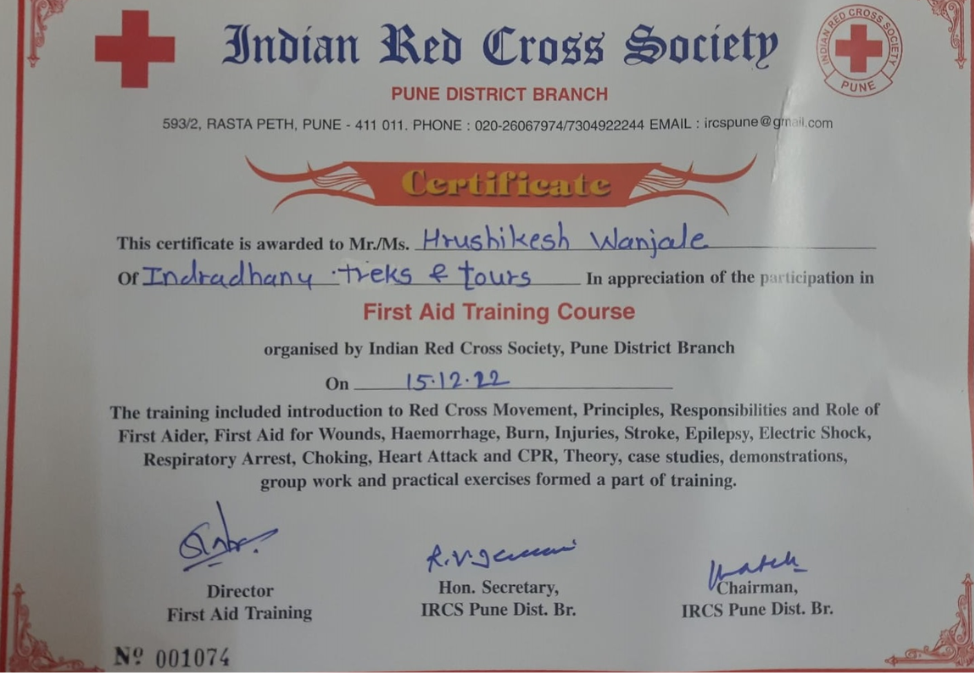 Indian Red Cross Society
INDIAN RED CROSS SOCIETY
PUNE
PUNE DISTRICT BRANCH
593/2, RASTA PETH, PUNE - 411 011. PHONE : 020-26067974/7304922244 EMAIL : ircspune@gmail.com
Certificate
This certificate is awarded to Mr./Ms. Hrushikesh Wanjale
Of Indradhanu treks & tours In appreciation of the participation in
First Aid Training Course
organised by Indian Red Cross Society, Pune District Branch
On 15.12.22
The training included introduction to Red Cross Movement, Principles, Responsibilities and Role of
First Aider, First Aid for Wounds, Haemorrhage, Burn, Injuries, Stroke, Epilepsy, Electric Shock,
Respiratory Arrest, Choking, Heart Attack and CPR, Theory, case studies, demonstrations,
group work and practical exercises formed a part of training.
Director
First Aid Training
Hon. Secretary,
IRCS Pune Dist. Br.
Chairman,
IRCS Pune Dist. Br.
Nº 001074